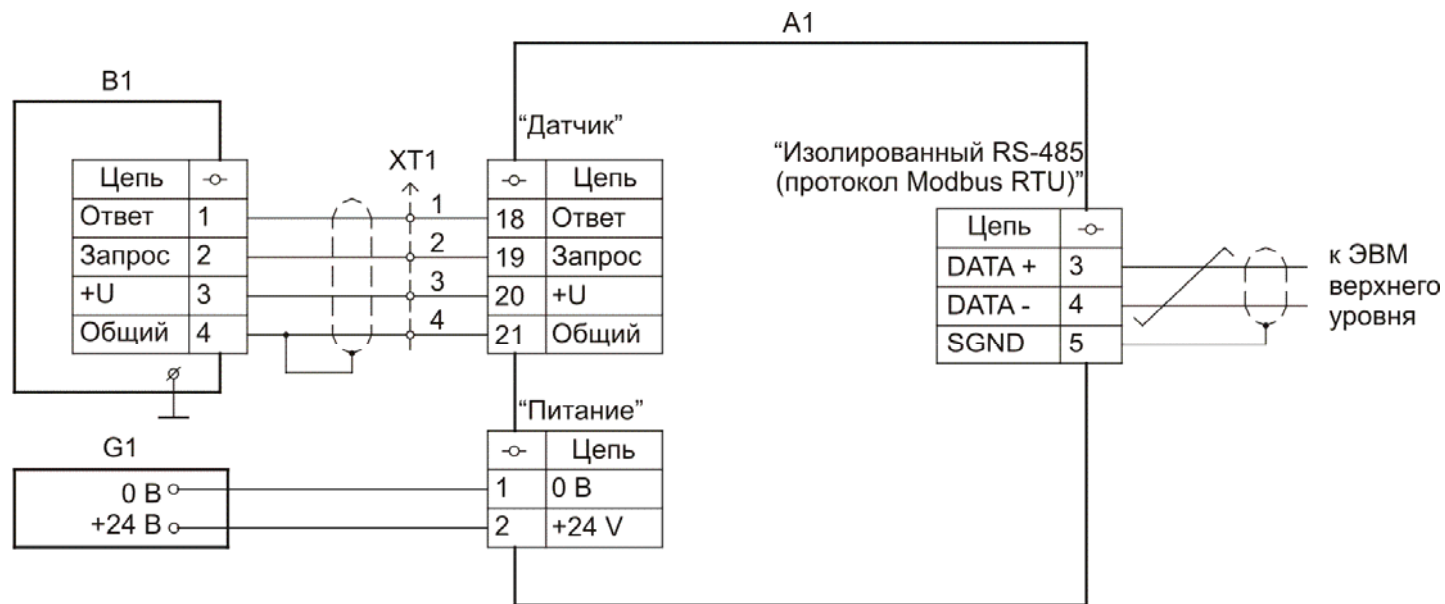 A1
B1
“Датчик”
XT1
“Изолированный RS-485
(протокол Modbus RTU)”
Цепь
Ответ 1
Запрос 2
+U 3
Общий 4
1
2
3
4
Цепь
18 Ответ
19 Запрос
20 +U
21 Общий
Цепь
DATA + 3
DATA - 4
SGND 5
к ЭВМ
верхнего
уровня
“Питание”
G1
0 В
+24 В
Цепь
1 0 В
2 +24 V